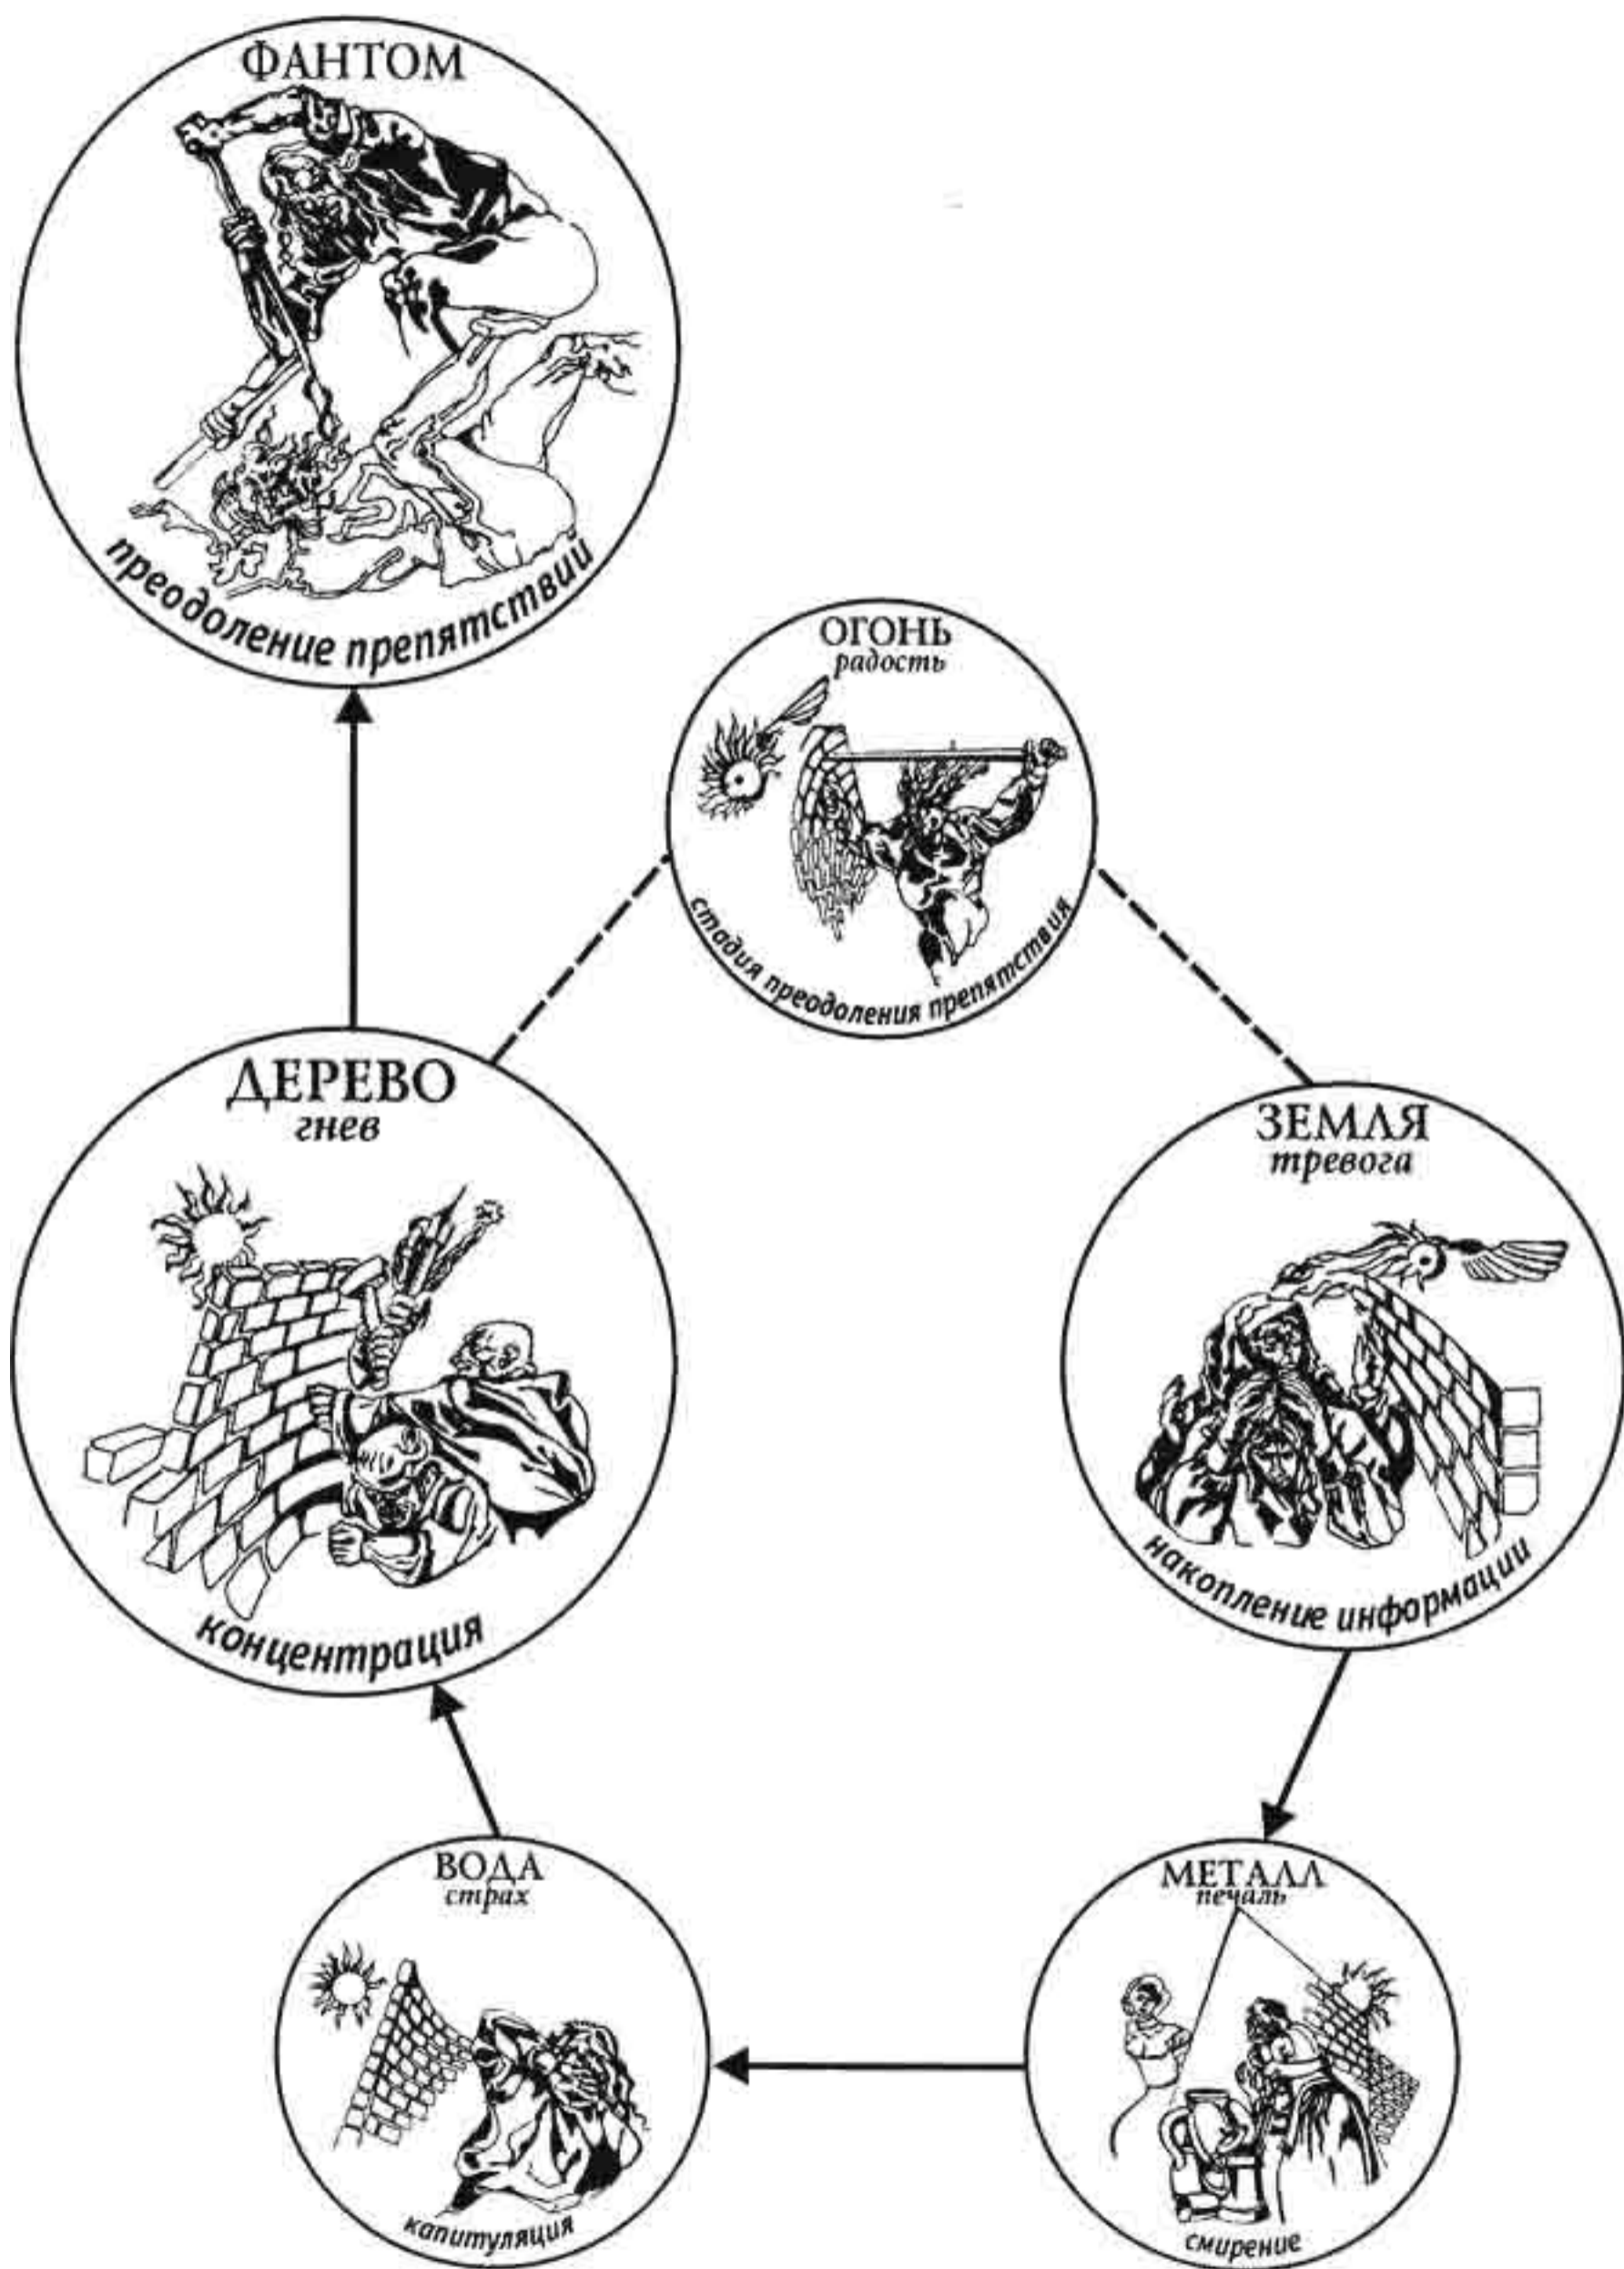 ФАНТОМ
преодоление препятствии
ОГОНЬ
радость
стадия преодоления препятствия
ДЕРЕВО
гнев
концентрация
ЗЕМЛЯ
тревога
накопление информации
ВОДА
страх
капитуляция
МЕТАЛЛ
печаль
смирение